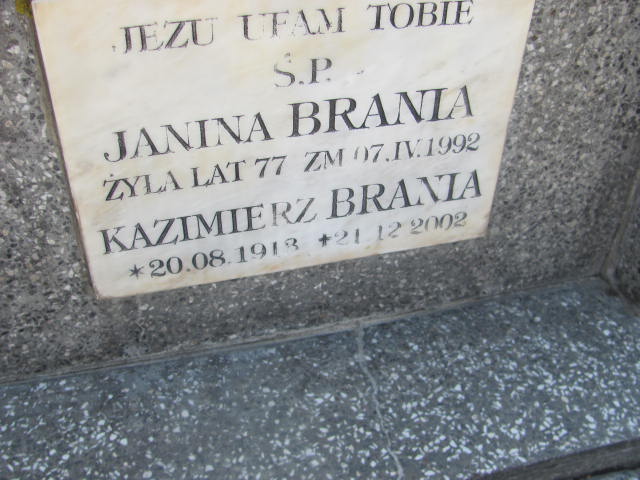 JEZU UFAM TOBIE
Ś.P.
JANINA BRANIA
ŻYŁA LAT 77 ZM 07.IV.1992
KAZIMIERZ BRANIA
*20.08.1913 +21.12 2002